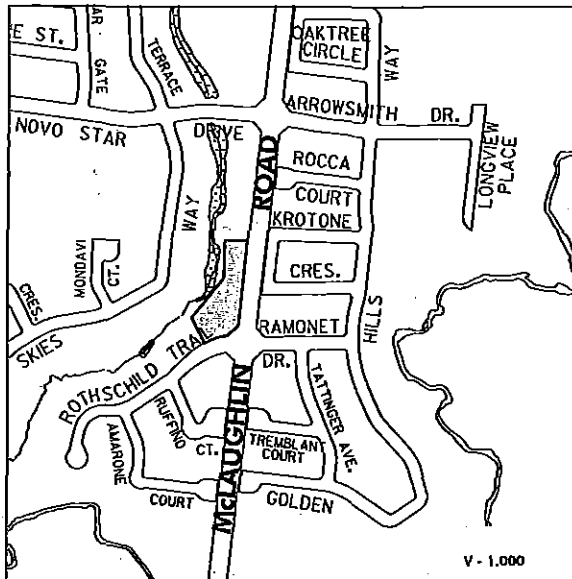 E ST.
AR
GATE
TERRACE
OAKTREE
CIRCLE
WAY
ARROWSMITH DR.
NOVO STAR DRIVE
LONGVIEW
PLACE
ROCCA
COURT
KROTONE
CRES.
WAY
MONDAVI
CT.
CRES.
SKIES
ROTHSCHILD TRAIL
RAMONET
DR.
HILLS
McLAUGHLIN ROAD
RUFFINO
CT.
AMARONE
COURT
TREMBLANT
COURT
TATTINGER AVE.
GOLDEN
V - 1.000